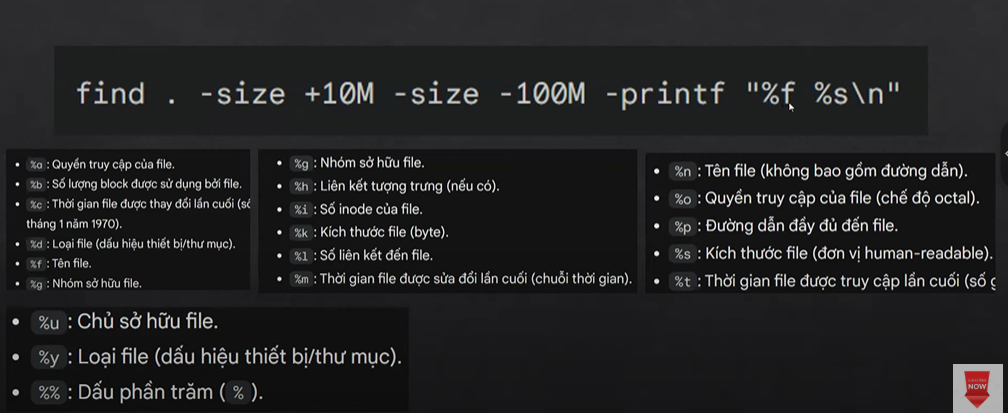 find . -size +10M -size -100M -printf "%f %s\n"
• %a : Quyền truy cập của file.
• %b : Số lượng block được sử dụng bởi file.
• %c : Thời gian file được thay đổi lần cuối (số
tháng 1 năm 1970).
• %d : Loại file (dấu hiệu thiết bị/thư mục).
• %f : Tên file.
• %g : Nhóm sở hữu file.
• %g : Nhóm sở hữu file.
• %h : Liên kết tượng trưng (nếu có).
• %i : Số inode của file.
• %k : Kích thước file (byte).
• %l : Số liên kết đến file.
• %m : Thời gian file được sửa đổi lần cuối (chuỗi thời gian).
• %n : Tên file (không bao gồm đường dẫn).
• %o : Quyền truy cập của file (chế độ octal).
• %p : Đường dẫn đầy đủ đến file.
• %s : Kích thước file (đơn vị human-readable).
• %t : Thời gian file được truy cập lần cuối (số g
• %u : Chủ sở hữu file.
• %y : Loại file (dấu hiệu thiết bị/thư mục).
• %% : Dấu phần trăm ( % ).
NOW